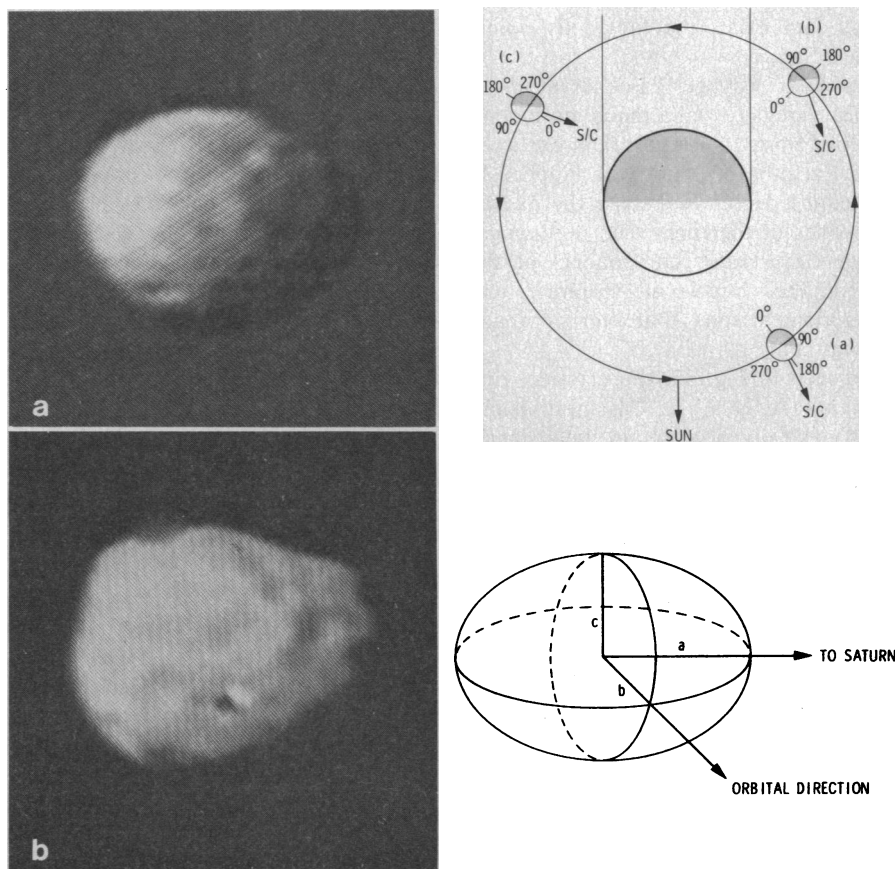 a
b
(b)
90° 180°
0° 270°
S/C
(c)
180° 270°
90° 0°
S/C
0°
90° (a)
270° 180°
S/C
SUN
c
a
TO SATURN
b
ORBITAL DIRECTION